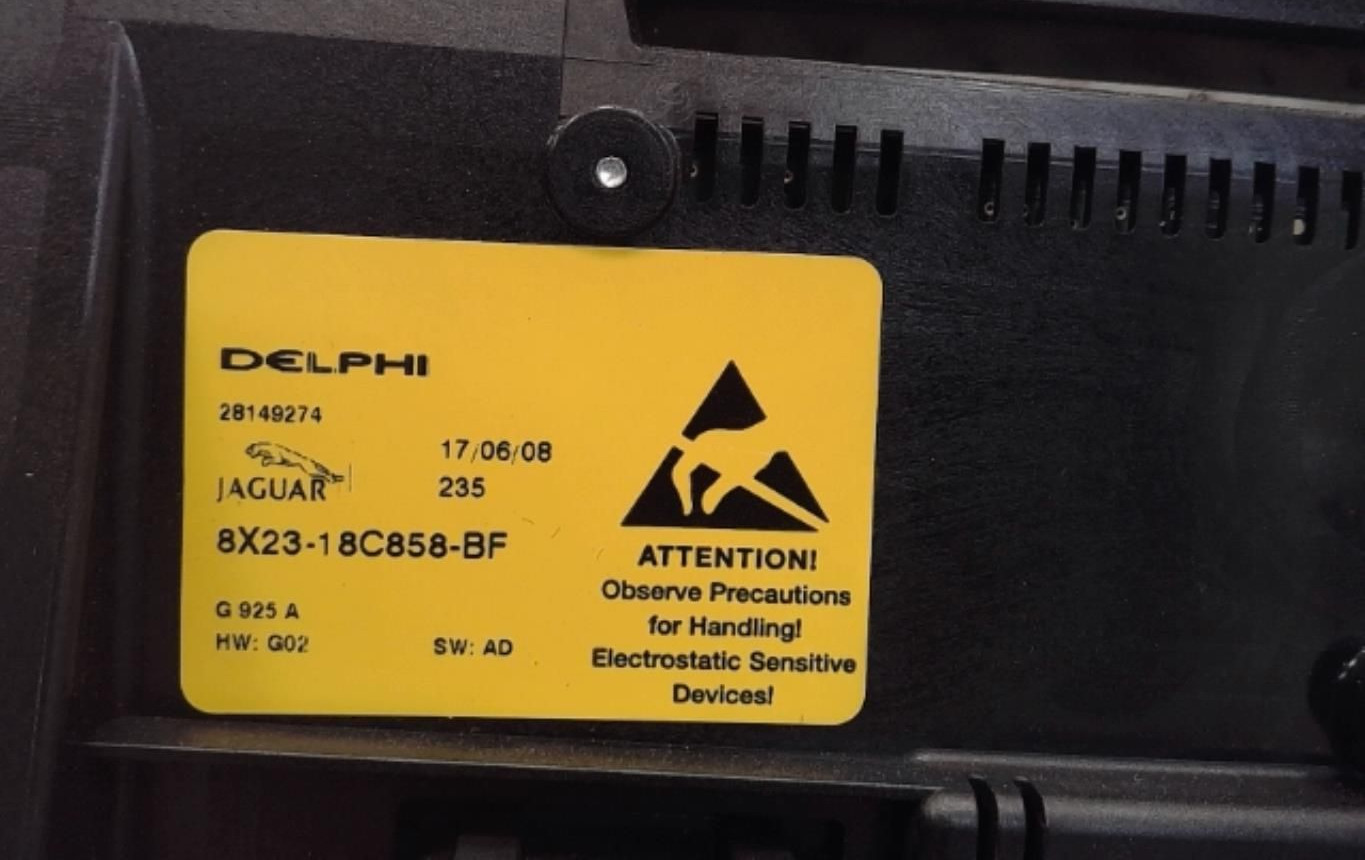 DELPHI
28149274
17/06/08
JAGUAR
235
8X23-18C858-BF
G 925 A
HW: G02
SW: AD
ATTENTION!
Observe Precautions
for Handling!
Electrostatic Sensitive
Devices!